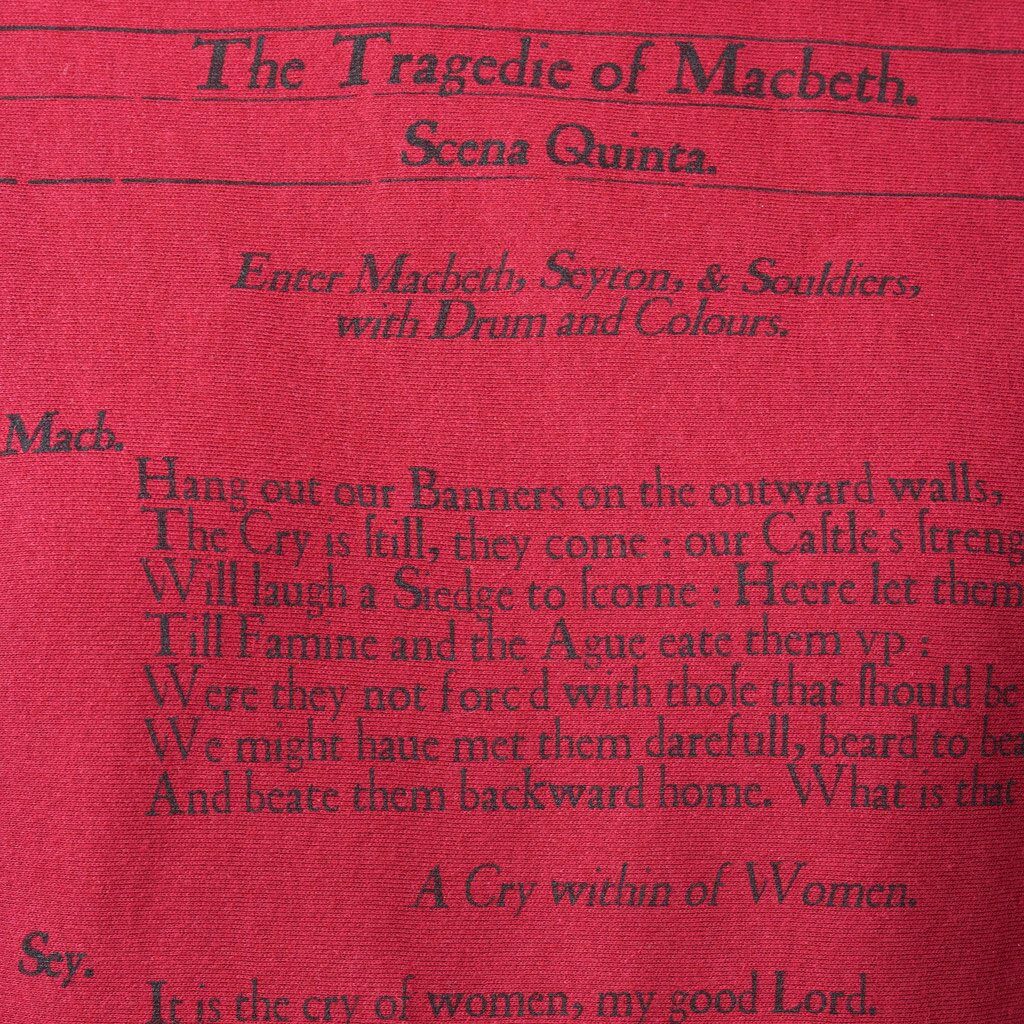 The Tragedie of Macbeth.
Scena Quinta.
Enter Macbeth, Seyton, & Souldiers,
with Drum and Colours.
Macb.
Hang out our Banners on the outward walls,
The Cry is ſtill, they come : our Caſtle's ſtreng
Will laugh a Siedge to ſcorne : Heere let them
Till Famine and the Ague eate them vp :
Were they not forc'd with thoſe that ſhould be
We might haue met them darefull, beard to bea
And beate them backward home. What is that
A Cry within of Women.
Sey.
It is the cry of women, my good Lord.